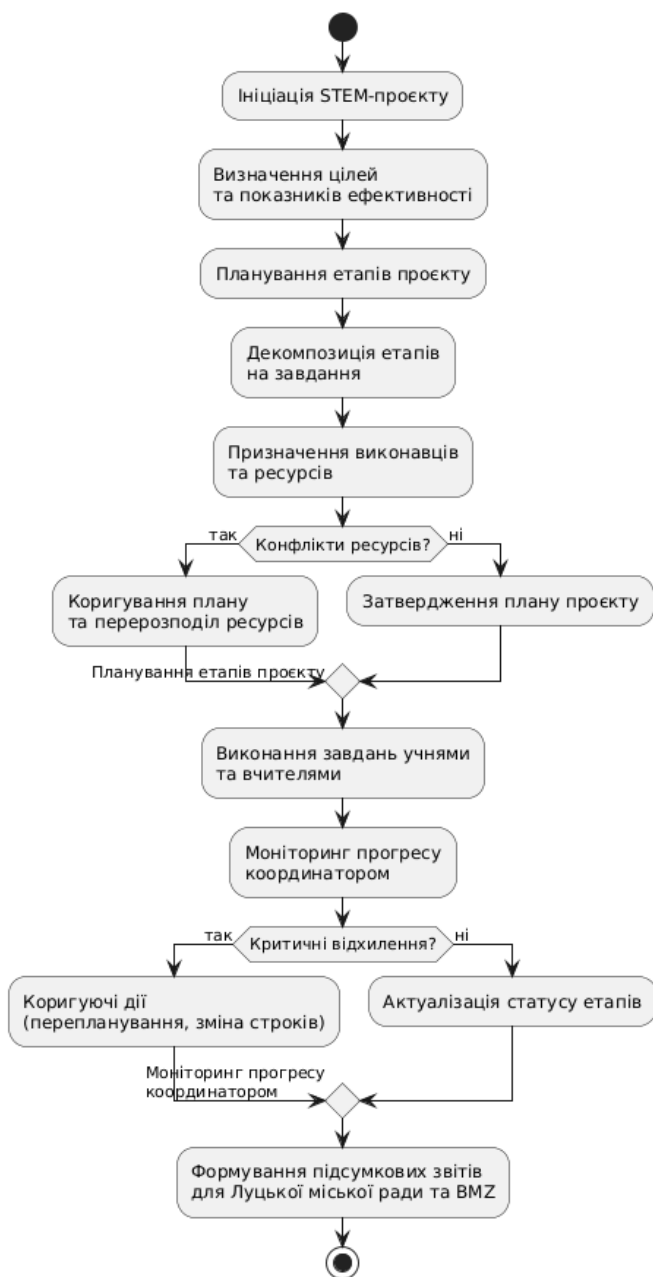 Ініціація STEM-проєкту
Визначення цілей
та показників ефективності
Планування етапів проєкту
Декомпозиція етапів
на завдання
Призначення виконавців
та ресурсів
так
Конфлікти ресурсів?
ні
Коригування плану
та перерозподіл ресурсів
Затвердження плану проєкту
Планування етапів проєкту
Виконання завдань учнями
та вчителями
Моніторинг прогресу
координатором
так
Критичні відхилення?
ні
Коригуючі дії
(перепланування, зміна строків)
Актуалізація статусу етапів
Моніторинг прогресу
координатором
Формування підсумкових звітів
для Луцької міської ради та BMZ